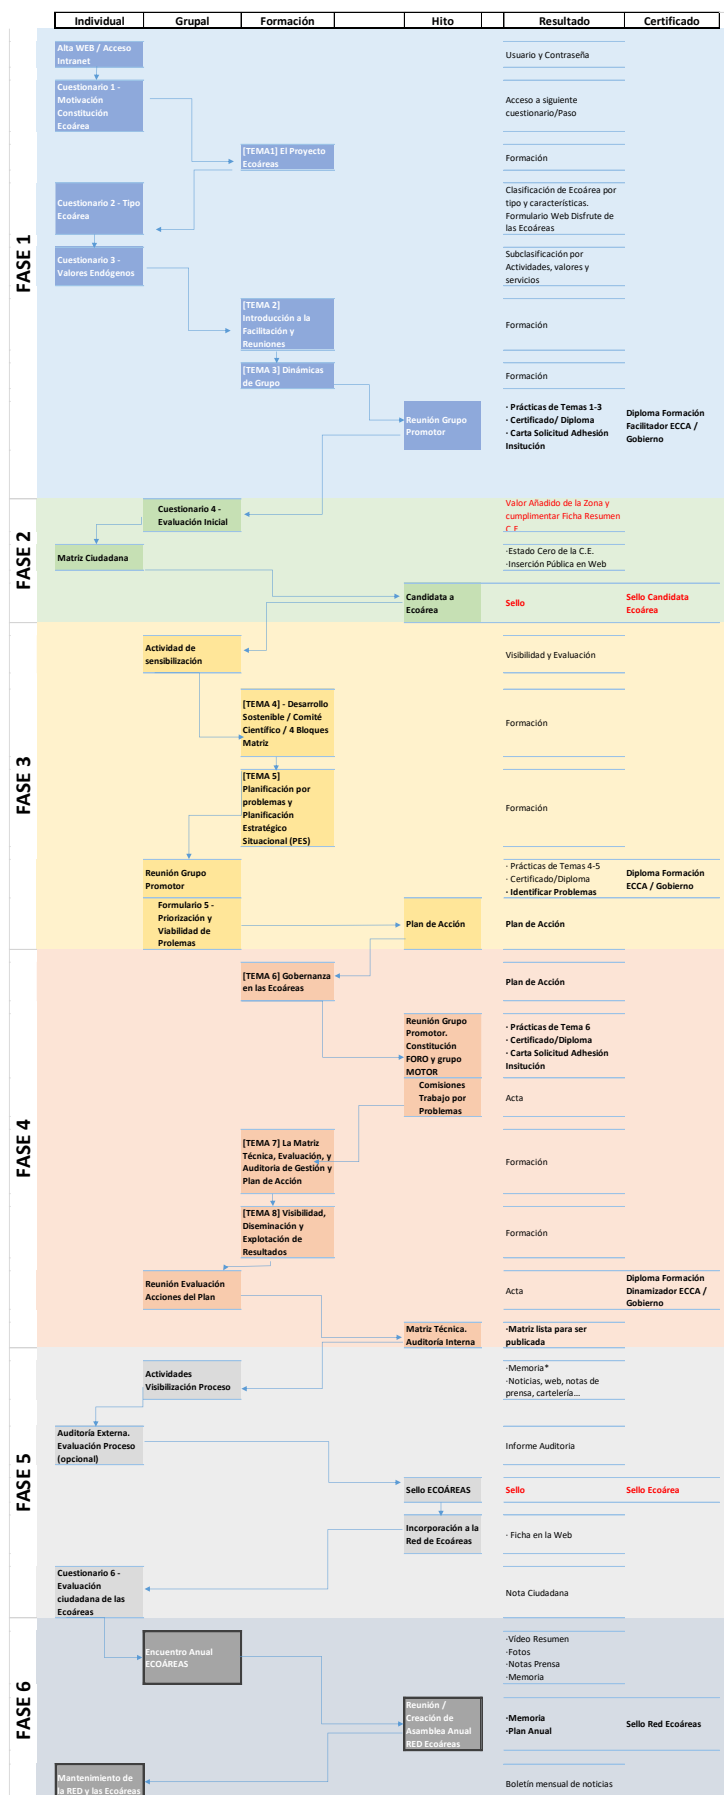 Individual Grupal Formación Hito Resultado Certificado
FASE 1
Alta WEB / Acceso
Intranet
Usuario y Contraseña
Cuestionario 1 -
Motivación
Constitución
Ecoárea
Acceso a siguiente
cuestionario/Paso
[TEMA1] El Proyecto
Ecoáreas
Formación
Cuestionario 2 - Tipo
Ecoárea
Clasificación de Ecoárea por
tipo y características.
Formulario Web Disfrute de
las Ecoáreas
Cuestionario 3 -
Valores Endógenos
Subclasificación por
Actividades, valores y
servicios
[TEMA 2]
Introducción a la
Facilitación y
Reuniones
Formación
[TEMA 3] Dinámicas
de Grupo
Formación
Reunión Grupo
Promotor
· Prácticas de Temas 1-3
· Certificado/ Diploma
· Carta Solicitud Adhesión
Insitución
Diploma Formación
Facilitador ECCA /
Gobierno
FASE 2
Cuestionario 4 -
Evaluación Inicial
Valor Añadido de la Zona y
cumplimentar Ficha Resumen
C.E.
Matriz Ciudadana
·Estado Cero de la C.E.
·Inserción Pública en Web
Candidata a
Ecoárea
Sello
Sello Candidata
Ecoárea
FASE 3
Actividad de
sensibilización
Visibilidad y Evaluación
[TEMA 4] - Desarrollo
Sostenible / Comité
Científico / 4 Bloques
Matriz
Formación
[TEMA 5]
Planificación por
problemas y
Planificación
Estratégico
Situacional (PES)
Formación
Reunión Grupo
Promotor
· Prácticas de Temas 4-5
· Certificado/Diploma
· Identificar Problemas
Diploma Formación
ECCA / Gobierno
Formulario 5 -
Priorización y
Viabilidad de
Prolemas
Plan de Acción
Plan de Acción
FASE 4
[TEMA 6] Gobernanza
en las Ecoáreas
Plan de Acción
Reunión Grupo
Promotor.
Constitución
FORO y grupo
MOTOR
· Prácticas de Tema 6
· Certificado/Diploma
· Carta Solicitud Adhesión
Insitución
Comisiones
Trabajo por
Problemas
Acta
[TEMA 7] La Matriz
Técnica, Evaluación, y
Auditoria de Gestión y
Plan de Acción
Formación
[TEMA 8] Visibilidad,
Diseminación y
Explotación de
Resultados
Formación
Reunión Evaluación
Acciones del Plan
Acta
Diploma Formación
Dinamizador ECCA /
Gobierno
Matriz Técnica.
Auditoría Interna
·Matriz lista para ser
publicada
FASE 5
Actividades
Visibilización Proceso
·Memoria*
·Noticias, web, notas de
prensa, cartelería...
Auditoría Externa.
Evaluación Proceso
(opcional)
Informe Auditoria
Sello ECOÁREAS
Sello
Sello Ecoárea
Incorporación a la
Red de Ecoáreas
· Ficha en la Web
Cuestionario 6 -
Evaluación
ciudadana de las
Ecoáreas
Nota Ciudadana
FASE 6
Encuentro Anual
ECOÁREAS
·Vídeo Resumen
·Fotos
·Notas Prensa
·Memoria
Reunión /
Creación de
Asamblea Anual
RED Ecoáreas
·Memoria
·Plan Anual
Sello Red Ecoáreas
Mantenimiento de
la RED y las Ecoáreas
Boletín mensual de noticias